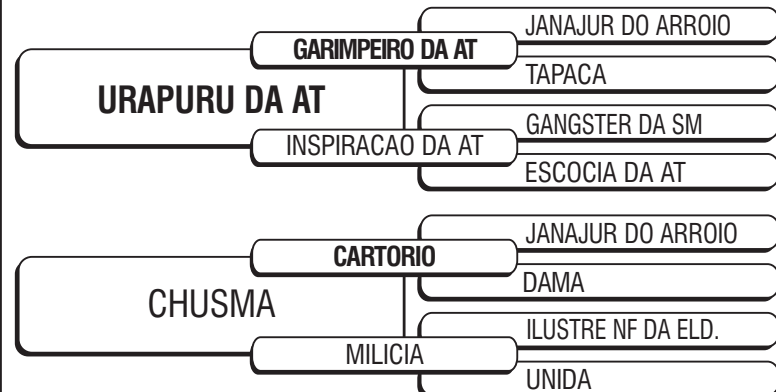 JANAJUR DO ARROIO
GARIMPEIRO DA AT
TAPACA
URAPURU DA AT
GANGSTER DA SM
INSPIRACAO DA AT
ESCOCIA DA AT
JANAJUR DO ARROIO
CARTORIO
DAMA
CHUSMA
ILUSTRE NF DA ELD.
MILICIA
UNIDA